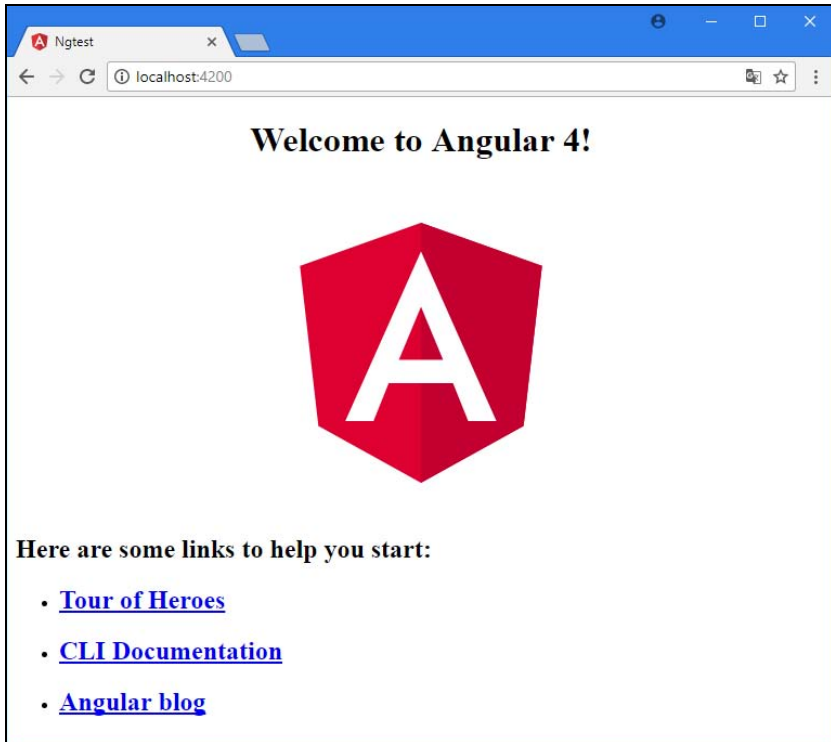 Ngtest
localhost:4200
Welcome to Angular 4!
A
Here are some links to help you start:
Tour of Heroes
CLI Documentation
Angular blog